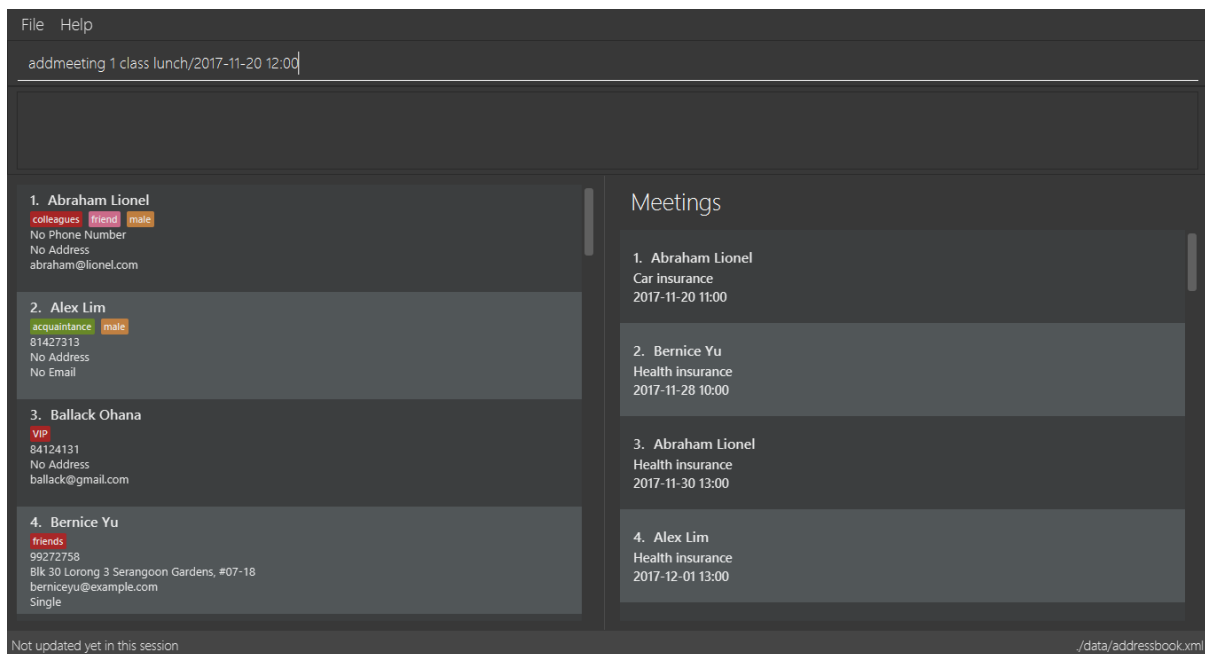 File Help
addmeeting 1 class lunch/2017-11-20 12:00
1. Abraham Lionel
colleagues friend male
No Phone Number
No Address
abraham@lionel.com
2. Alex Lim
acquaintance male
81427313
No Address
No Email
3. Ballack Ohana
VIP
84124131
No Address
ballack@gmail.com
4. Bernice Yu
friends
99272758
Blk 30 Lorong 3 Serangoon Gardens, #07-18
berniceyu@example.com
Single
Meetings
1. Abraham Lionel
Car insurance
2017-11-20 11:00
2. Bernice Yu
Health insurance
2017-11-28 10:00
3. Abraham Lionel
Health insurance
2017-11-30 13:00
4. Alex Lim
Health insurance
2017-12-01 13:00
Not updated yet in this session
./data/addressbook.xml